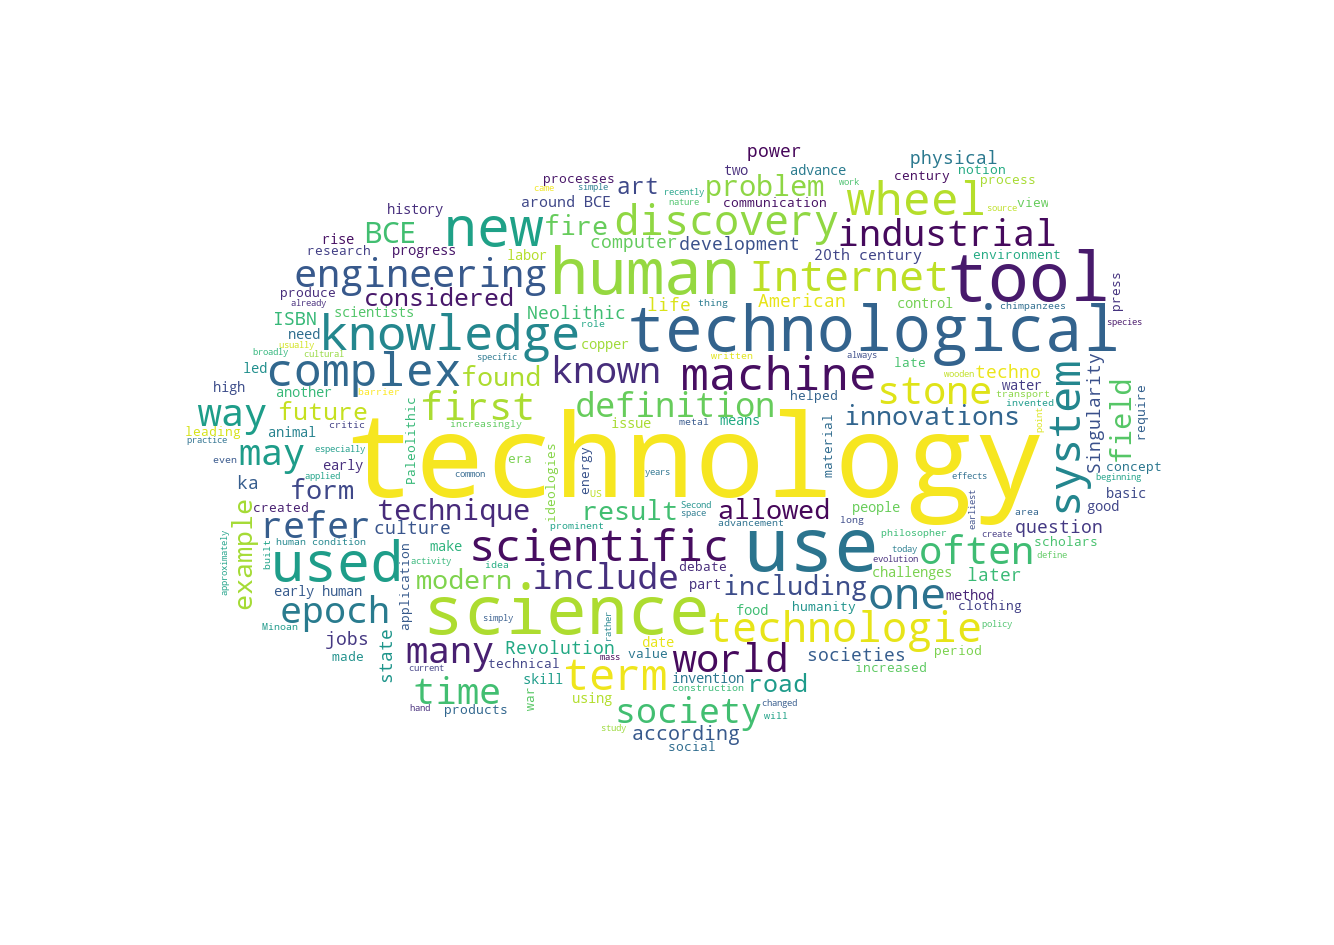 power
physical
two
advance
notion
century
process
processes
came
simple
art
recently
nature
problem
work
communication
wheel
source
view
around BCE
history
BCE
new
fire
discovery
industrial
rise
research
progress
labor
computer
development
20th century
environment
engineering
human
Internet
tool
press
produce
already
considered
Neolithic
life
thing
American
control
chimpanzees
ISBN
scientists
role
technological
species
need
usually
knowledge
copper
written
always
broadly
cultural
specific
led
complex
found
known
machine
late
wooden
techno
high
another
barrier
stone
transport
water
invented
way
future
first
definition
helped
innovations
system
Singularity
field
require
leading
critic
increasingly
issue
metal
means
point
practice
animal
Paleolithic
technology
material
may
especially
even
early
era
ideologies
energy
applied
common
years
effects
concept
beginning
ka
form
US
basic
created
technique
result
Second
space
allowed
people
earliest
area
good
example
refer
culture
prominent
advancement
long
philosopher
create
question
approximately
built
human condition
make
scientific
use
today
often
scholars
define
used
application
activity
idea
debate
evolution
modern
include
part
including
challenges
later
early human
one
method
epoch
science
simply
rather
food
humanity
clothing
Minoan
technologie
policy
jobs
state
many
Revolution
date
made
current
technical
mass
value
world
societies
period
increased
time
skill
term
invention
construction
road
hand
products
war
using
society
changed
will
study
according
social